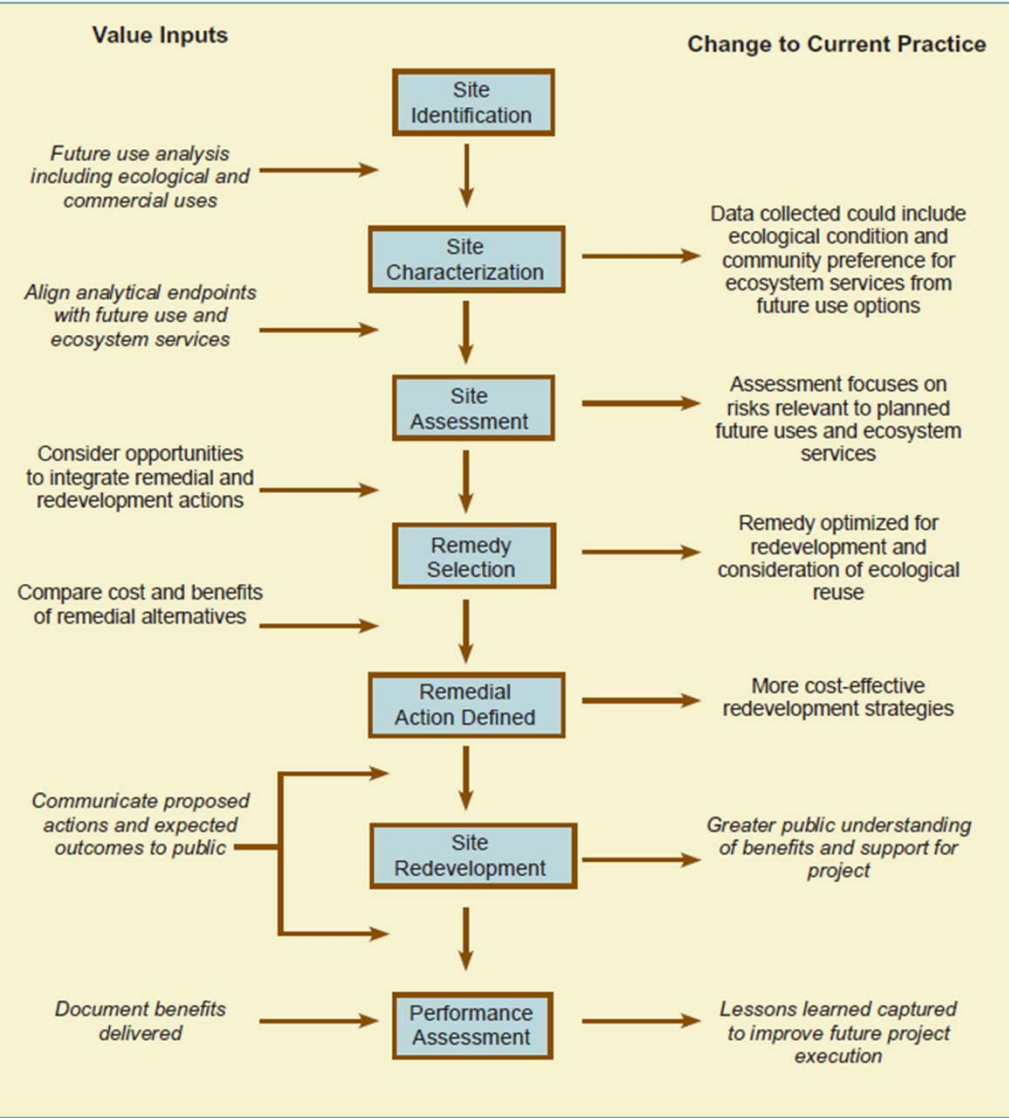 Value Inputs
Change to Current Practice
Site
Identification
Future use analysis
including ecological and
commercial uses
Site
Characterization
Data collected could include
ecological condition and
community preference for
ecosystem services from
future use options
Align analytical endpoints
with future use and
ecosystem services
Site
Assessment
Assessment focuses on
risks relevant to planned
future uses and ecosystem
services
Consider opportunities
to integrate remedial and
redevelopment actions
Remedy
Selection
Remedy optimized for
redevelopment and
consideration of ecological
reuse
Compare cost and benefits
of remedial alternatives
Remedial
Action Defined
More cost-effective
redevelopment strategies
Communicate proposed
actions and expected
outcomes to public
Site
Redevelopment
Greater public understanding
of benefits and support for
project
Document benefits
delivered
Performance
Assessment
Lessons learned captured
to improve future project
execution